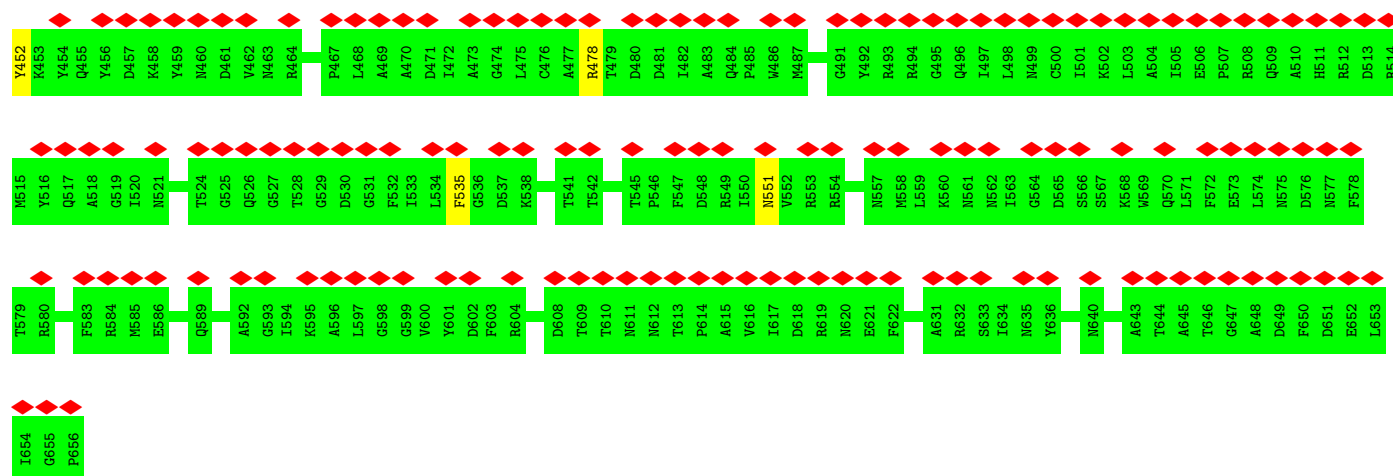 Y452 K453 Y454 Q455 Y456 D457 K458 Y459 N460 D461 V462 N463 R464 P467 L468 A469 A470 D471 I472 A473 G474 L475 C476 A477 R478 T479 D480 D481 I482 A483 Q484 P485 W486 M487 G491 Y492 R493 R494 G495 Q496 I497 L498 N499 C500 I501 K502 L503 A504 I505 E506 P507 R508 Q509 A510 H511 R512 D513 R514
M515 Y516 Q517 A518 G519 I520 N521 T524 G525 Q526 G527 T528 G529 D530 G531 F532 I533 L534 F535 G536 D537 K538 T541 T542 T545 P546 F547 D548 R549 I550 N551 V552 R553 R554 N557 M558 L559 K560 N561 N562 I563 G564 D565 S566 S567 K568 W569 Q570 L571 F572 E573 L574 N575 D576 N577 F578
T579 R580 F583 R584 M585 E586 Q589 A592 G593 I594 K595 A596 L597 G598 G599 V600 Y601 D602 F603 R604 D608 T609 T610 N611 N612 T613 P614 A615 V616 I617 D618 R619 N620 E621 F622 A631 R632 S633 I634 N635 Y636 N640 A643 T644 A645 T646 G647 A648 D649 F650 D651 E652 L653
I654 G655 P656